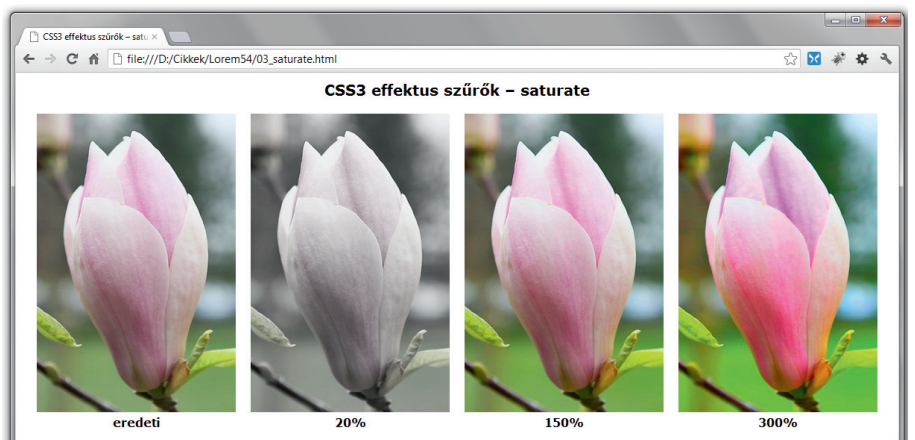 CSS3 effektus szűrők – satu
file:///D:/Cikkek/Lorem54/03_saturate.html
CSS3 effektus szűrők – saturate
eredeti 20% 150% 300%